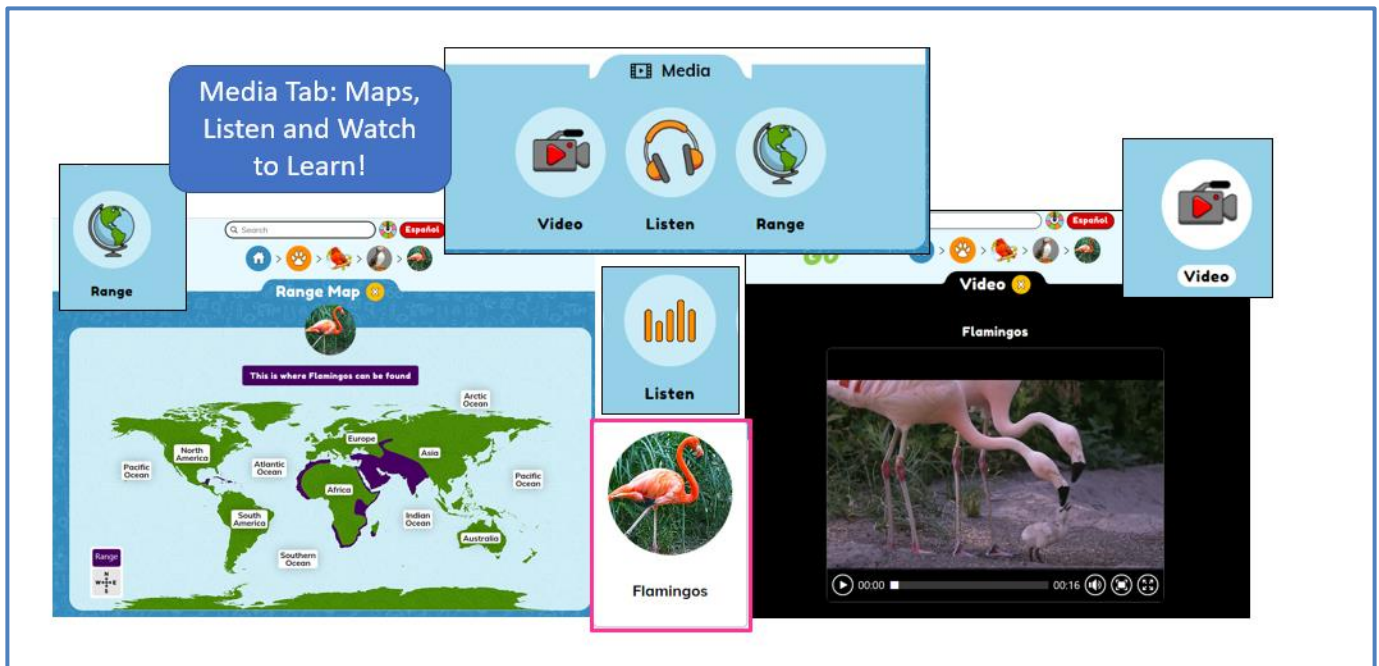 Media Tab: Maps,
Listen and Watch
to Learn!
Media
Video
Listen
Range
Range
Search
Español
Range Map
This is where Flamingos can be found
Arctic
Ocean
North
America
Europe
Asia
Pacific
Ocean
Atlantic
Ocean
Africa
Pacific
Ocean
South
America
Indian
Ocean
Australia
Southern
Ocean
Range
N
W E
S
Listen
Flamingos
Español
GO
Video
Flamingos
00:00
00:16
Video